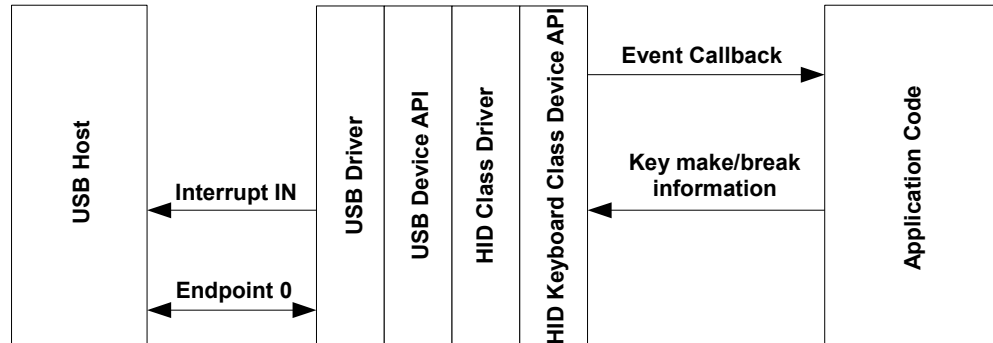 USB Host
Interrupt IN
Endpoint 0
USB Driver
USB Device API
HID Class Driver
HID Keyboard Class Device API
Event Callback
Key make/break
information
Application Code